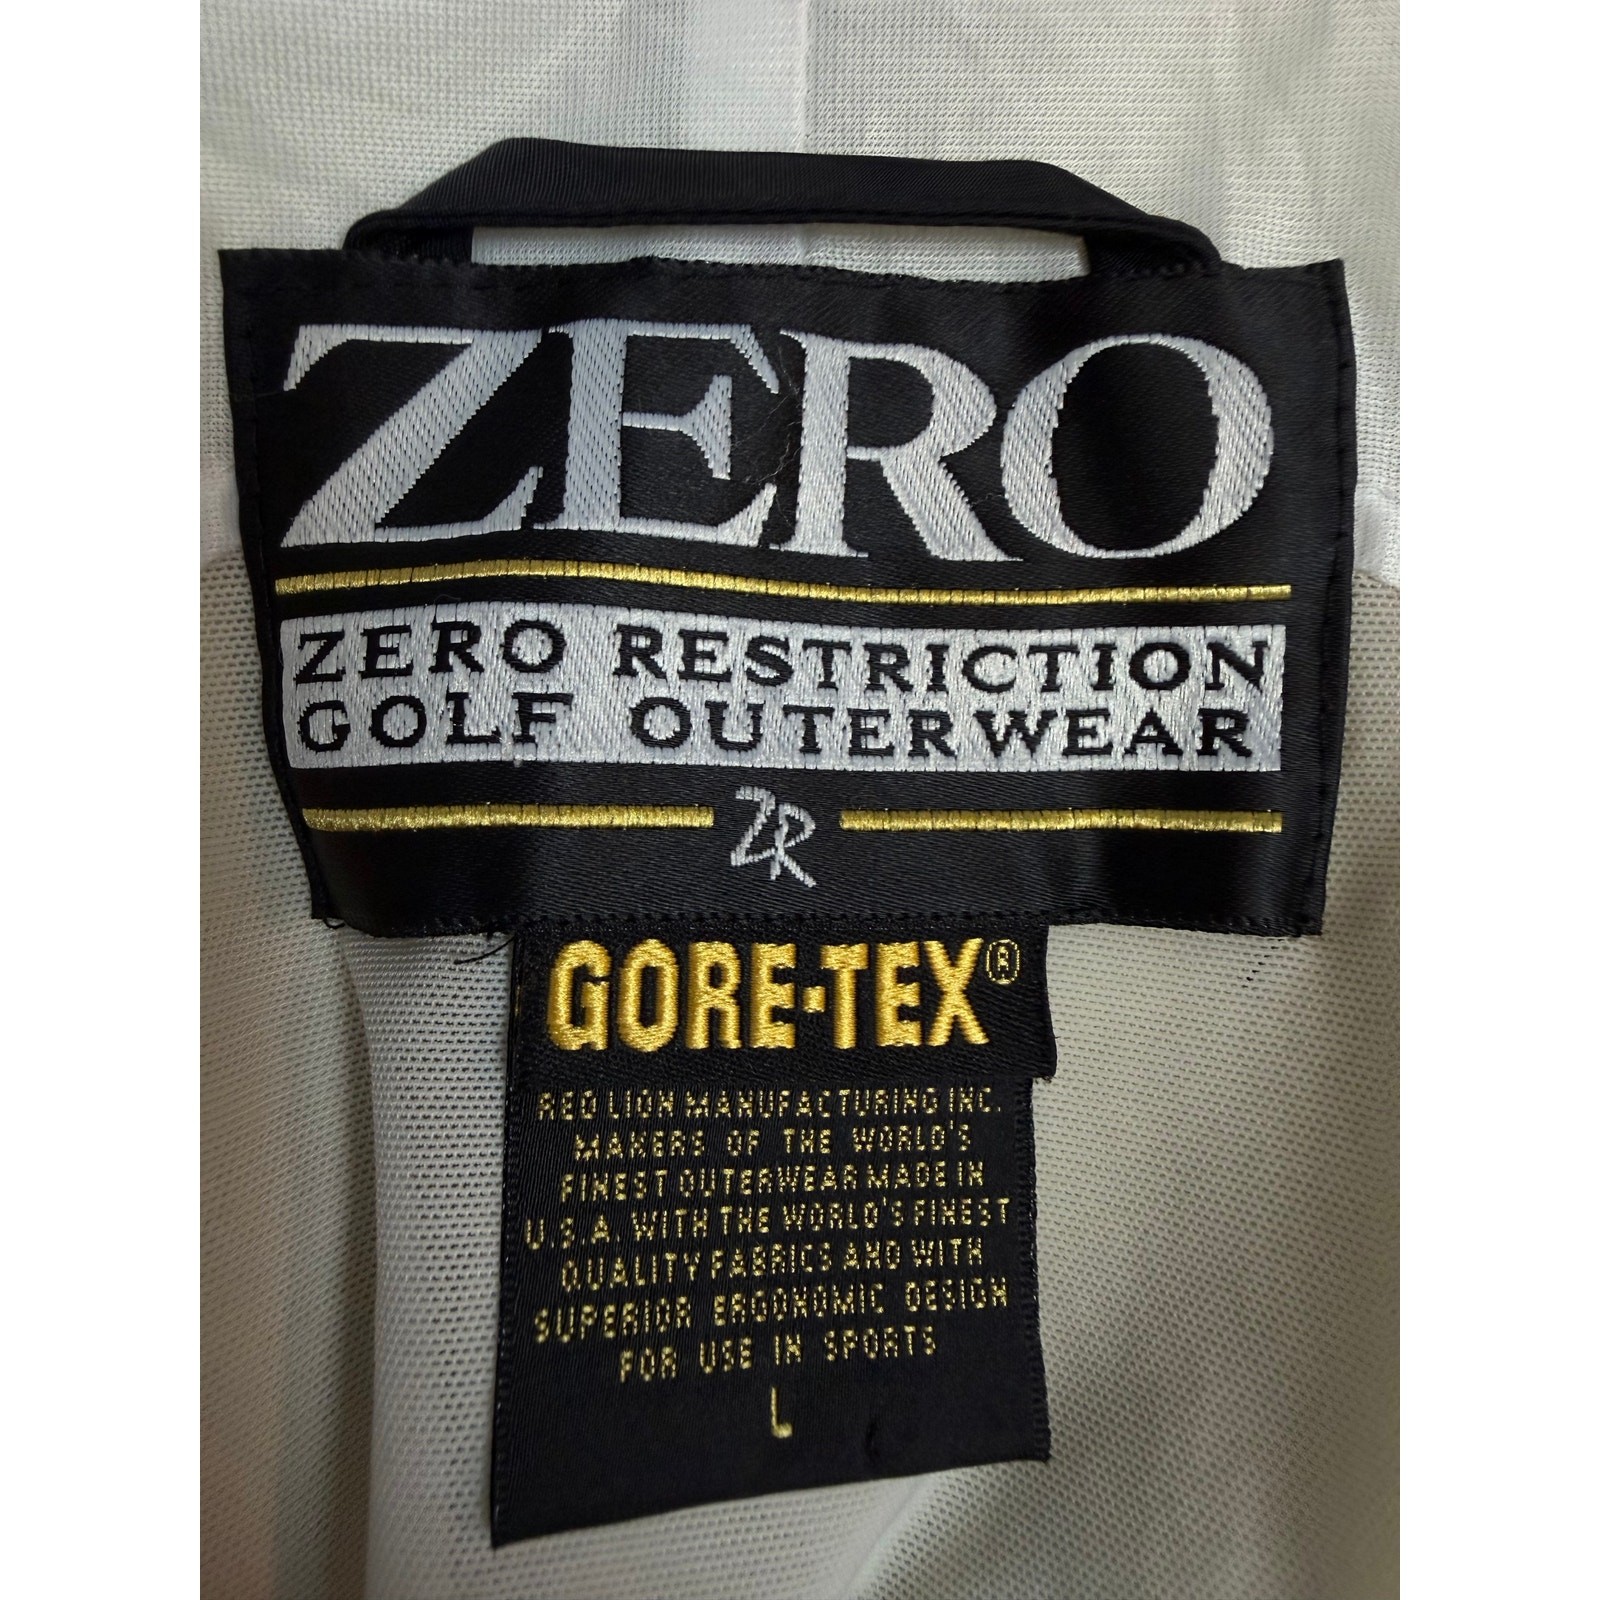 ZERO
ZERO RESTRICTION
GOLF OUTERWEAR
ZR
GORE-TEX®
RED LION MANUFACTURING INC.
MAKERS OF THE WORLD'S
FINEST OUTERWEAR MADE IN
U.S.A. WITH THE WORLD'S FINEST
QUALITY FABRICS AND WITH
SUPERIOR ERGONOMIC DESIGN
FOR USE IN SPORTS
L